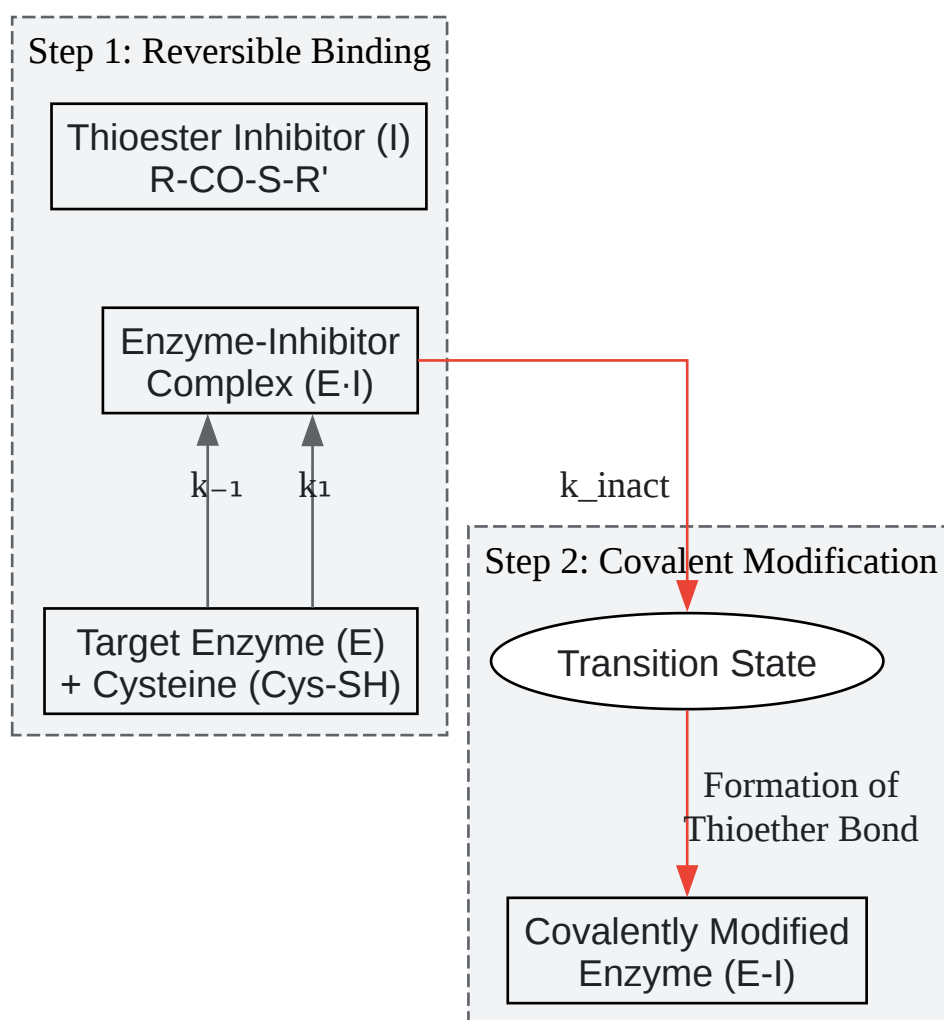 Step 1: Reversible Binding
Thioester Inhibitor (I)
R-CO-S-R'
Enzyme-Inhibitor
Complex (E·I)
k₋₁
k₁
Target Enzyme (E)
+ Cysteine (Cys-SH)
k_inact
Step 2: Covalent Modification
Transition State
Formation of
Thioether Bond
Covalently Modified
Enzyme (E-I)